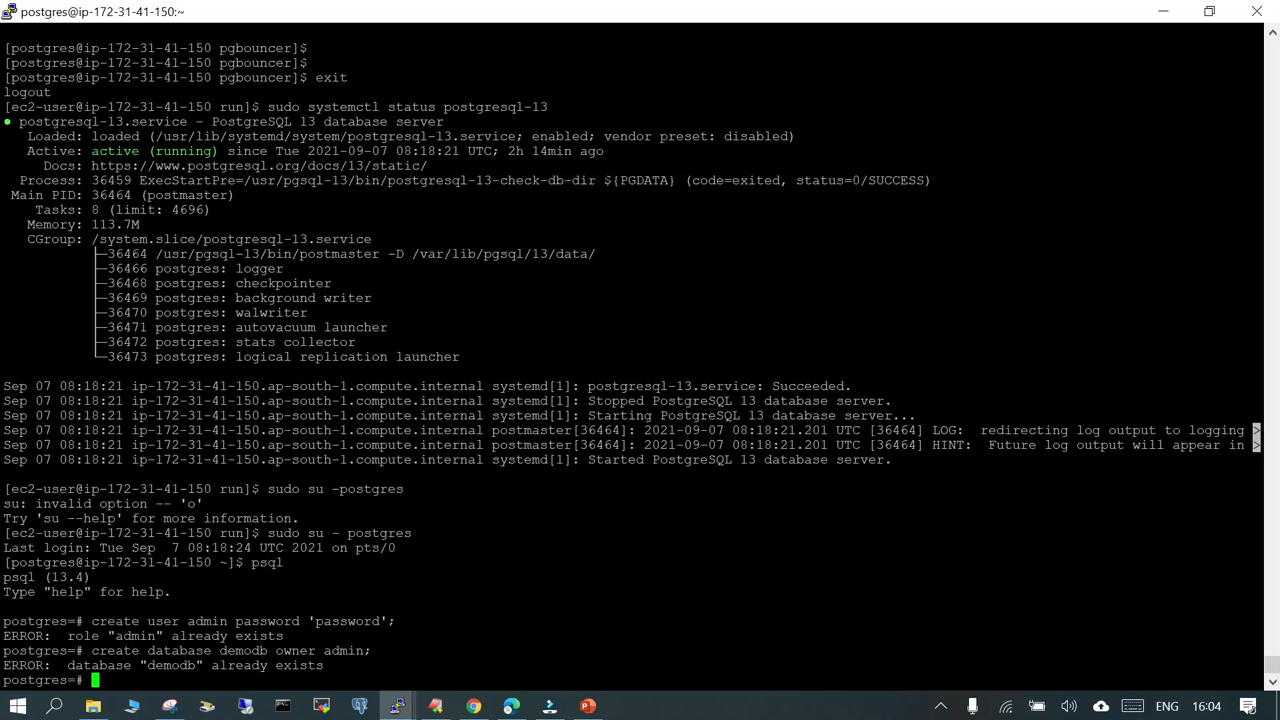 postgres@ip-172-31-41-150:~
[postgres@ip-172-31-41-150 pgbouncer]$
[postgres@ip-172-31-41-150 pgbouncer]$
[postgres@ip-172-31-41-150 pgbouncer]$ exit
logout
[ec2-user@ip-172-31-41-150 run]$ sudo systemctl status postgresql-13
● postgresql-13.service - PostgreSQL 13 database server
Loaded: loaded (/usr/lib/systemd/system/postgresql-13.service; enabled; vendor preset: disabled)
Active: active (running) since Tue 2021-09-07 08:18:21 UTC; 2h 14min ago
Docs: https://www.postgresql.org/docs/13/static/
Process: 36459 ExecStartPre=/usr/pgsql-13/bin/postgresql-13-check-db-dir ${PGDATA} (code=exited, status=0/SUCCESS)
Main PID: 36464 (postmaster)
Tasks: 8 (limit: 4696)
Memory: 113.7M
CGroup: /system.slice/postgresql-13.service
├─36464 /usr/pgsql-13/bin/postmaster -D /var/lib/pgsql/13/data/
├─36466 postgres: logger
├─36468 postgres: checkpointer
├─36469 postgres: background writer
├─36470 postgres: walwriter
├─36471 postgres: autovacuum launcher
├─36472 postgres: stats collector
└─36473 postgres: logical replication launcher
Sep 07 08:18:21 ip-172-31-41-150.ap-south-1.compute.internal systemd[1]: postgresql-13.service: Succeeded.
Sep 07 08:18:21 ip-172-31-41-150.ap-south-1.compute.internal systemd[1]: Stopped PostgreSQL 13 database server.
Sep 07 08:18:21 ip-172-31-41-150.ap-south-1.compute.internal systemd[1]: Starting PostgreSQL 13 database server...
Sep 07 08:18:21 ip-172-31-41-150.ap-south-1.compute.internal postmaster[36464]: 2021-09-07 08:18:21.201 UTC [36464] LOG:  redirecting log output to logging >
Sep 07 08:18:21 ip-172-31-41-150.ap-south-1.compute.internal postmaster[36464]: 2021-09-07 08:18:21.201 UTC [36464] HINT:  Future log output will appear in >
Sep 07 08:18:21 ip-172-31-41-150.ap-south-1.compute.internal systemd[1]: Started PostgreSQL 13 database server.
[ec2-user@ip-172-31-41-150 run]$ sudo su -postgres
su: invalid option -- 'o'
Try 'su --help' for more information.
[ec2-user@ip-172-31-41-150 run]$ sudo su - postgres
Last login: Tue Sep  7 08:18:24 UTC 2021 on pts/0
[postgres@ip-172-31-41-150 ~]$ psql
psql (13.4)
Type "help" for help.
postgres=# create user admin password 'password';
ERROR:  role "admin" already exists
postgres=# create database demodb owner admin;
ERROR:  database "demodb" already exists
postgres=#
ENG 16:04